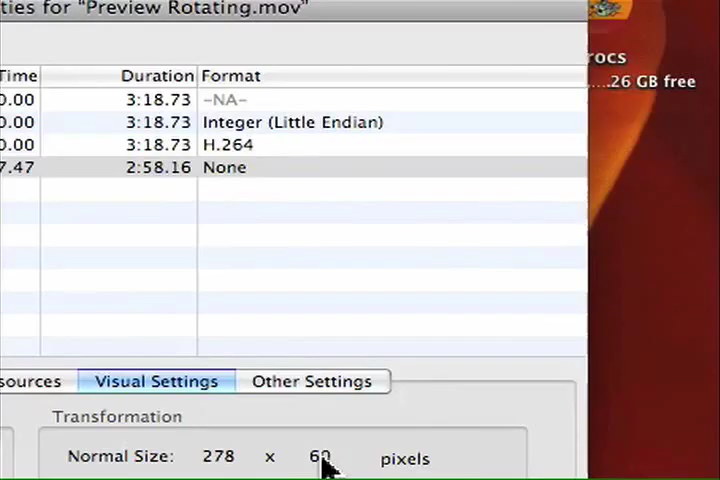 ties for “Preview Rotating.mov”
rocs
....26 GB free
Time Duration Format
0.00 3:18.73 -NA-
0.00 3:18.73 Integer (Little Endian)
0.00 3:18.73 H.264
7.47 2:58.16 None
sources Visual Settings Other Settings
Transformation
Normal Size: 278 x pixels